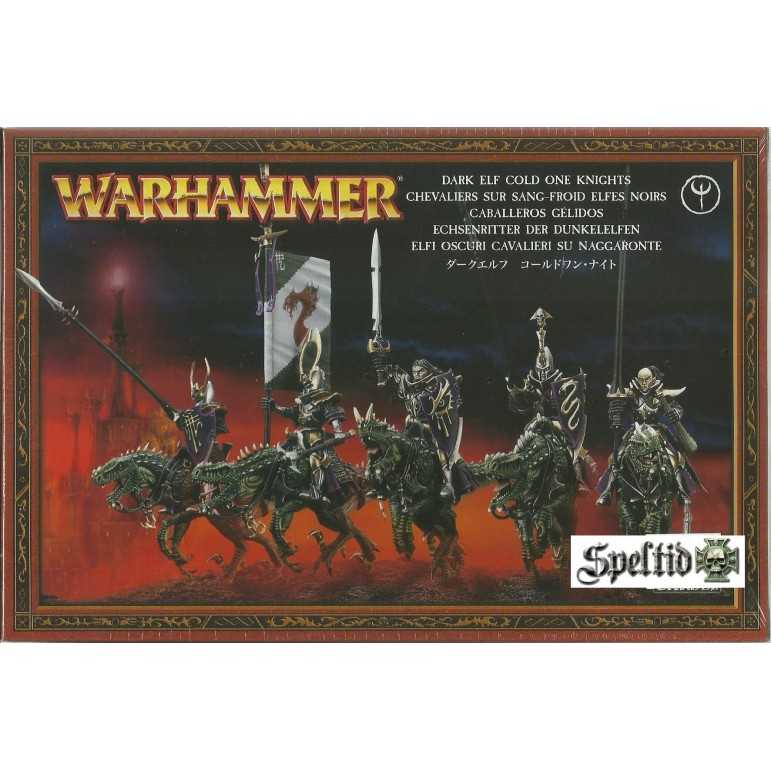 WARHAMMER®
DARK ELF COLD ONE KNIGHTS
CHEVALIERS SUR SANG-FROID ELFES NOIRS
CABALLEROS GÉLIDOS
ECHSENRITTER DER DUNKELELFEN
ELFI OSCURI CAVALIERI SU NAGGARONTE
ダークエルフ コールドワン・ナイト
Speltid